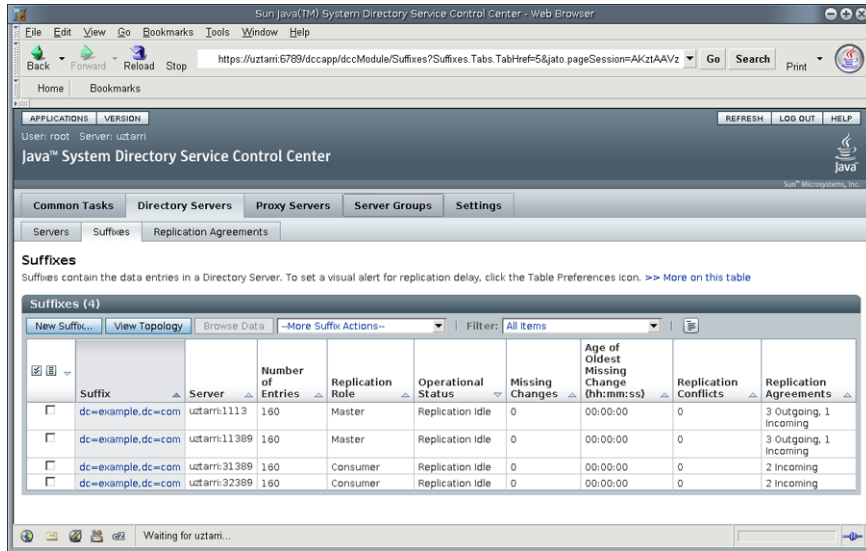 Sun Java(TM) System Directory Service Control Center - Web Browser
File Edit View Go Bookmarks Tools Window Help
Back Forward Reload Stop https://uztarri:6789/dccapp/dccModule/Suffixes?Suffixes.Tabs.TabHref=5&jato.pageSession=AKztAAVz Go Search Print
Home Bookmarks
APPLICATIONS VERSION REFRESH LOG OUT HELP
User: root Server: uztarri
Java™ System Directory Service Control Center
Java
Sun™ Microsystems, Inc.
Common Tasks Directory Servers Proxy Servers Server Groups Settings
Servers Suffixes Replication Agreements
Suffixes
Suffixes contain the data entries in a Directory Server. To set a visual alert for replication delay, click the Table Preferences icon. >> More on this table
Suffixes (4)
New Suffix... View Topology Browse Data --More Suffix Actions-- Filter: All Items
Suffix Server Number of Entries Replication Role Operational Status Missing Changes Age of Oldest Missing Change (hh:mm:ss) Replication Conflicts Replication Agreements
dc=example,dc=com uztarri:1113 160 Master Replication Idle 0 00:00:00 0 3 Outgoing, 1 Incoming
dc=example,dc=com uztarri:11389 160 Master Replication Idle 0 00:00:00 0 3 Outgoing, 1 Incoming
dc=example,dc=com uztarri:31389 160 Consumer Replication Idle 0 00:00:00 0 2 Incoming
dc=example,dc=com uztarri:32389 160 Consumer Replication Idle 0 00:00:00 0 2 Incoming
Waiting for uztarri...